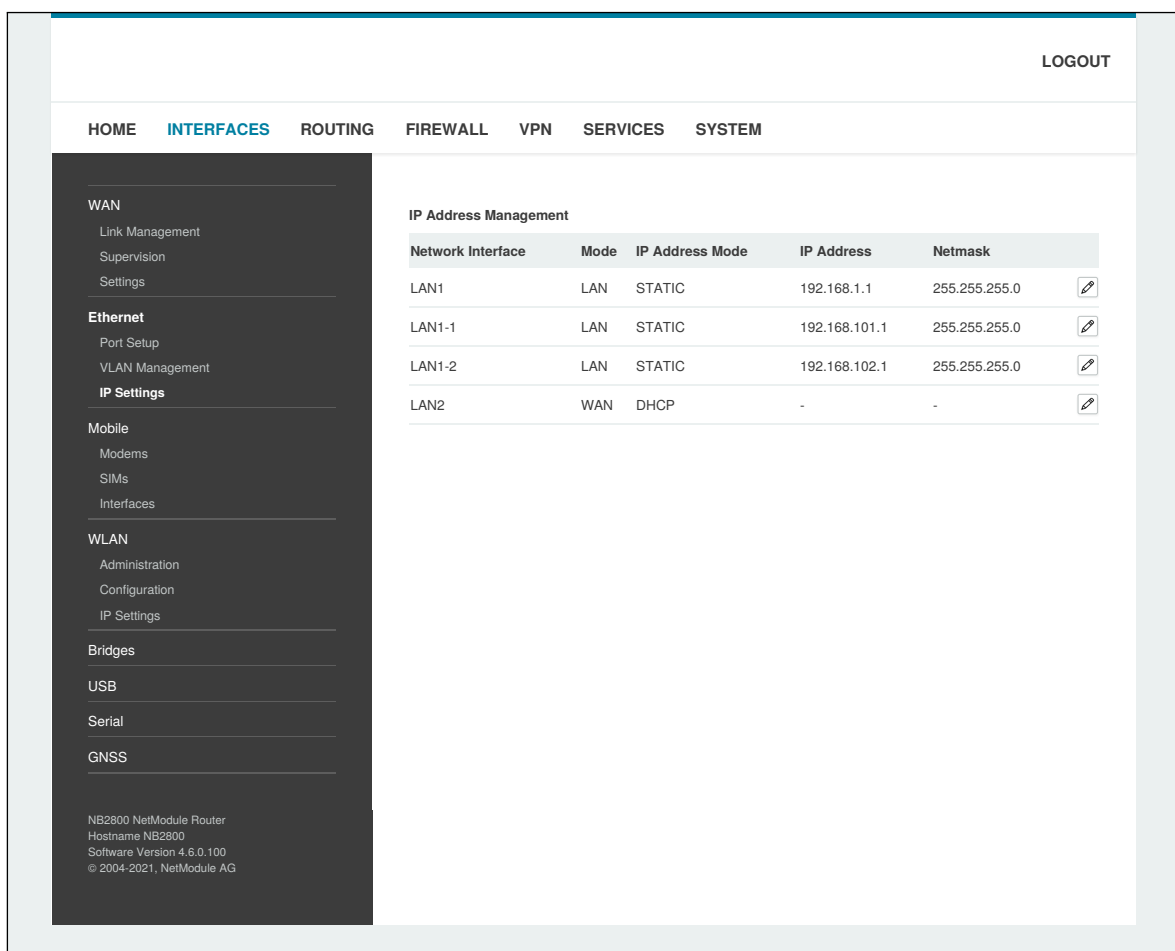 LOGOUT
HOME INTERFACES ROUTING FIREWALL VPN SERVICES SYSTEM
WAN
Link Management
Supervision
Settings
Ethernet
Port Setup
VLAN Management
IP Settings
Mobile
Modems
SIMs
Interfaces
WLAN
Administration
Configuration
IP Settings
Bridges
USB
Serial
GNSS
NB2800 NetModule Router
Hostname NB2800
Software Version 4.6.0.100
© 2004-2021, NetModule AG
IP Address Management
Network Interface Mode IP Address Mode IP Address Netmask
LAN1 LAN STATIC 192.168.1.1 255.255.255.0
LAN1-1 LAN STATIC 192.168.101.1 255.255.255.0
LAN1-2 LAN STATIC 192.168.102.1 255.255.255.0
LAN2 WAN DHCP - -